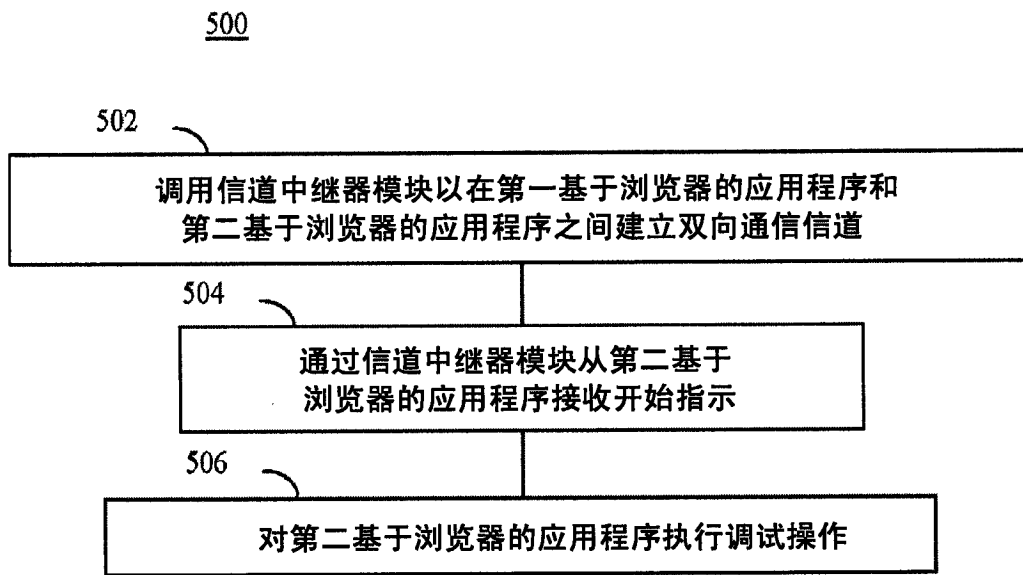 500
502
调用信道中继器模块以在第一基于浏览器的应用程序和
第二基于浏览器的应用程序之间建立双向通信信道
504
通过信道中继器模块从第二基于
浏览器的应用程序接收开始指示
506
对第二基于浏览器的应用程序执行调试操作